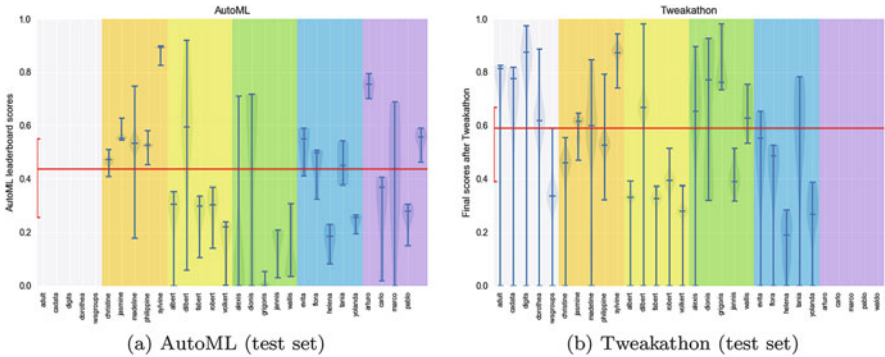 AutoML
Tweakathon
AutoML leaderboard scores
1.0
0.8
0.6
0.4
0.2
0.0
adult
cadata
digits
dorothea
wsgroups
christine
jasmine
madeline
philippine
sylvine
albert
dilbert
fabert
robert
volkert
alexis
dionis
grigoris
jannis
wallis
evita
flora
helena
tania
yolanda
arturo
carlo
marco
pablo
Final scores after Tweakathon
1.0
0.8
0.6
0.4
0.2
0.0
adult
cadata
digits
dorothea
wsgroups
christine
jasmine
madeline
philippine
sylvine
albert
dilbert
fabert
robert
volkert
alexis
dionis
grigoris
jannis
wallis
evita
flora
helena
tania
yolanda
arturo
carlo
marco
pablo
waldo
(a) AutoML (test set)
(b) Tweakathon (test set)